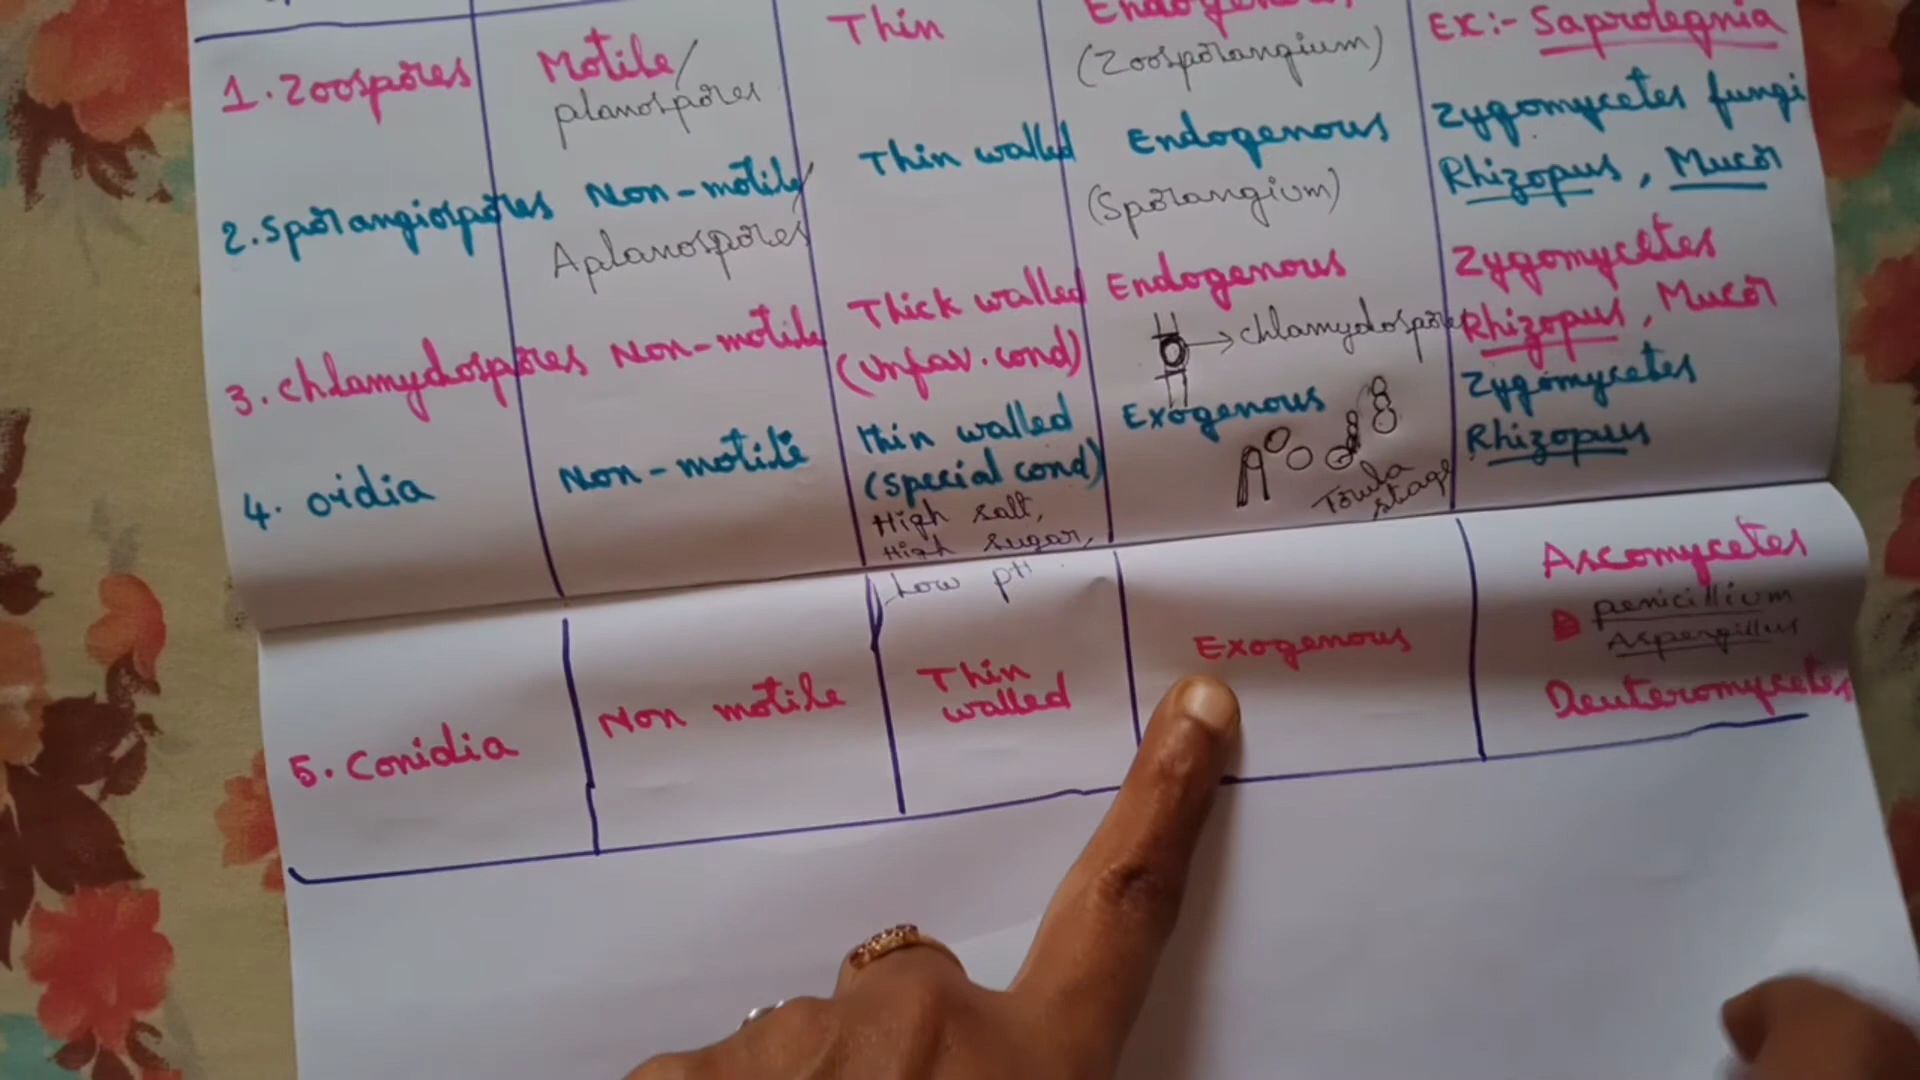 1. Zoospores Motile/ Thin Endogenous, Ex:- Saprolegnia
planospores (Zoosporangium)
2. Sporangiospores Non-motile/ Thin walled Endogenous Zygomycetes fungi
Aplanospores (Sporangium) Rhizopus, Mucor
3. chlamydospores Non-motile Thick walled Endogenous Zygomycetes
(Unfav. cond) chlamydospore Rhizopus, Mucor
4. oidia Non-motile thin walled Exogenous Zygomycetes
(special cond) Torula Rhizopus
High salt, stage
High sugar,
Low pH
5. Conidia Non motile Thin Exogenous Ascomycetes
walled penicillium
Aspergillus
Deuteromycetes